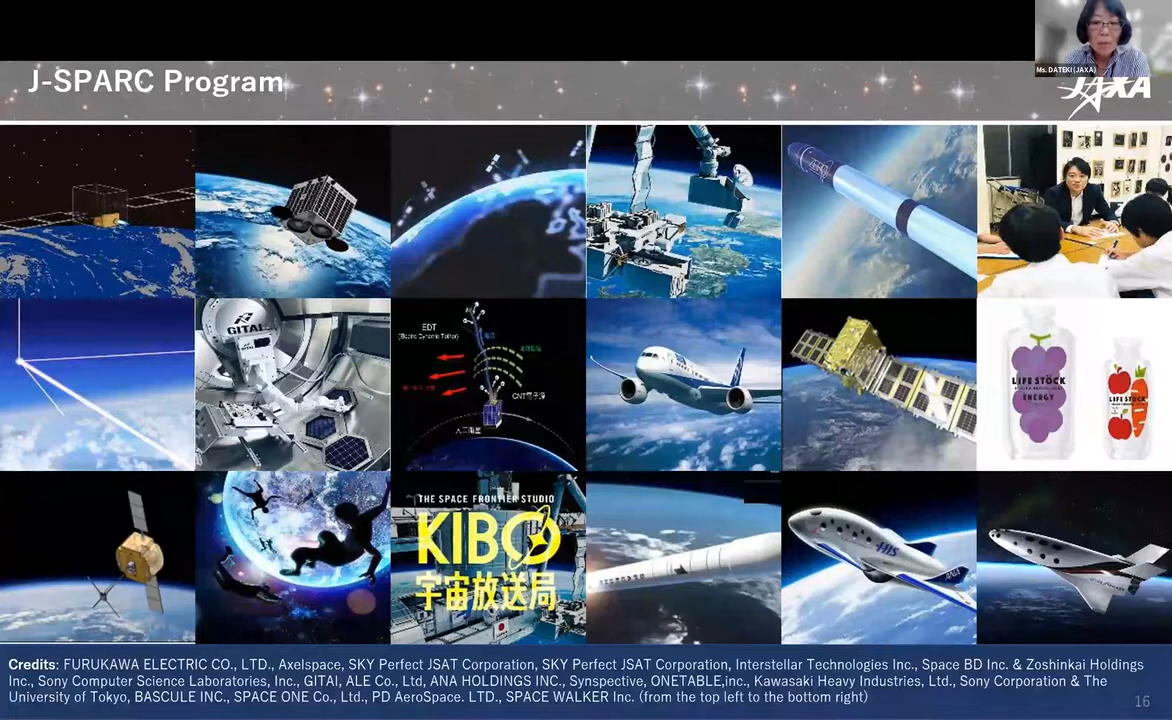 Ms. DATEKI (JAXA)
J-SPARC Program
JAXA
GITAI
EDT
(Electro Dynamic Tether)
CNT電子源
人工衛星
LIFE STOCK
ENERGY
LIFE STOCK
THE SPACE FRONTIER STUDIO
KIBO
宇宙放送局
HIS
ANA
Credits: FURUKAWA ELECTRIC CO., LTD., Axelspace, SKY Perfect JSAT Corporation, SKY Perfect JSAT Corporation, Interstellar Technologies Inc., Space BD Inc. & Zoshinkai Holdings
Inc., Sony Computer Science Laboratories, Inc., GITAI, ALE Co., Ltd, ANA HOLDINGS INC., Synspective, ONETABLE,inc., Kawasaki Heavy Industries, Ltd., Sony Corporation & The
University of Tokyo, BASCULE INC., SPACE ONE Co., Ltd., PD AeroSpace. LTD., SPACE WALKER Inc. (from the top left to the bottom right)
16